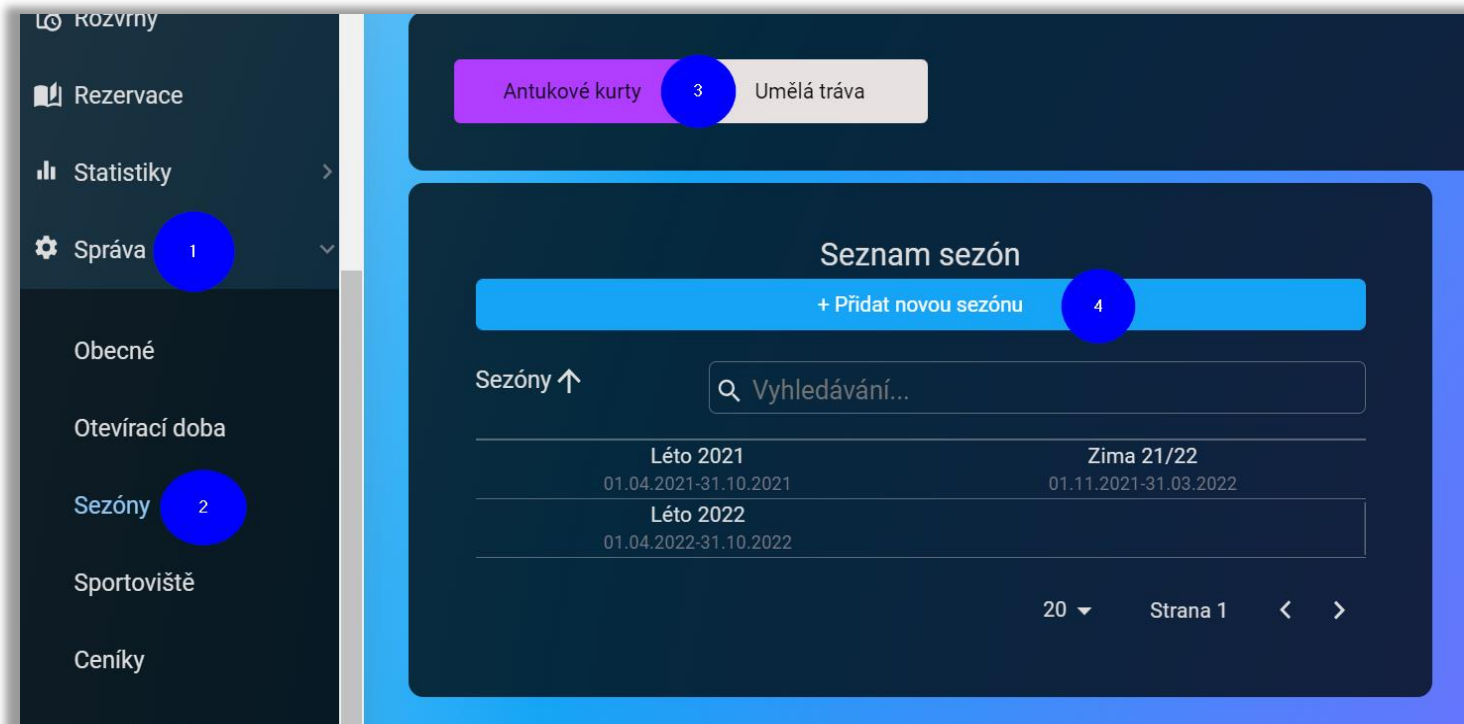 Rozvrhy
Rezervace
Statistiky
Správa 1
Obecné
Otevírací doba
Sezóny 2
Sportoviště
Ceníky
Antukové kurty 3 Umělá tráva
Seznam sezón
+ Přidat novou sezónu 4
Sezóny Vyhledávání...
Léto 2021 Zima 21/22
01.04.2021-31.10.2021 01.11.2021-31.03.2022
Léto 2022
01.04.2022-31.10.2022
20 Strana 1